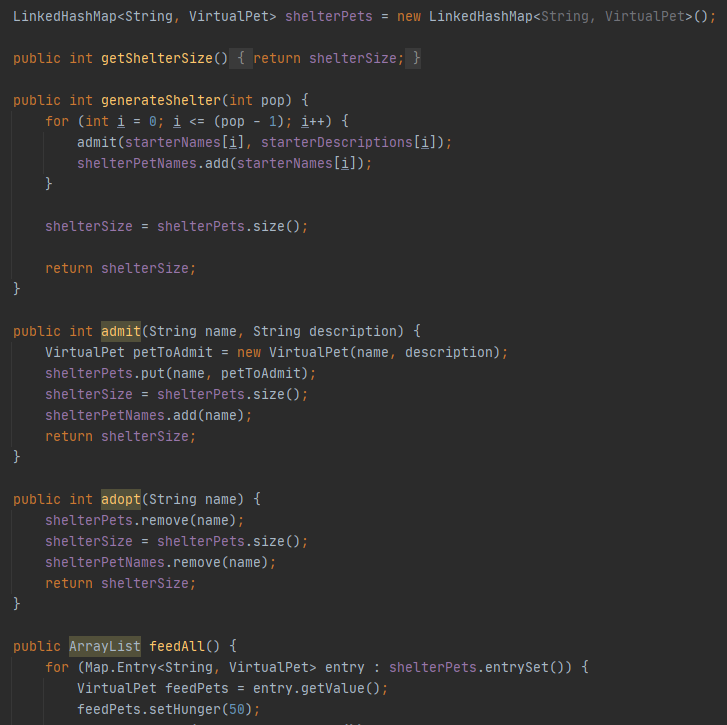 LinkedHashMap<String, VirtualPet> shelterPets = new LinkedHashMap<String, VirtualPet>();
public int getShelterSize() { return shelterSize; }
public int generateShelter(int pop) {
for (int i = 0; i <= (pop - 1); i++) {
admit(starterNames[i], starterDescriptions[i]);
shelterPetNames.add(starterNames[i]);
}
shelterSize = shelterPets.size();
return shelterSize;
}
public int admit(String name, String description) {
VirtualPet petToAdmit = new VirtualPet(name, description);
shelterPets.put(name, petToAdmit);
shelterSize = shelterPets.size();
shelterPetNames.add(name);
return shelterSize;
}
public int adopt(String name) {
shelterPets.remove(name);
shelterSize = shelterPets.size();
shelterPetNames.remove(name);
return shelterSize;
}
public ArrayList feedAll() {
for (Map.Entry<String, VirtualPet> entry : shelterPets.entrySet()) {
VirtualPet feedPets = entry.getValue();
feedPets.setHunger(50);